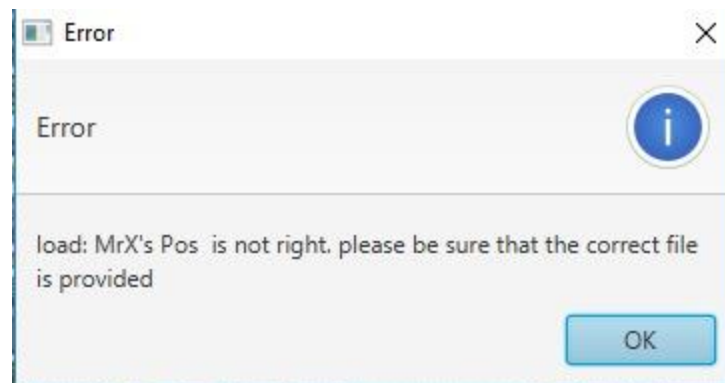 Error
Error
i
load: MrX's Pos  is not right. please be sure that the correct file
is provided
OK